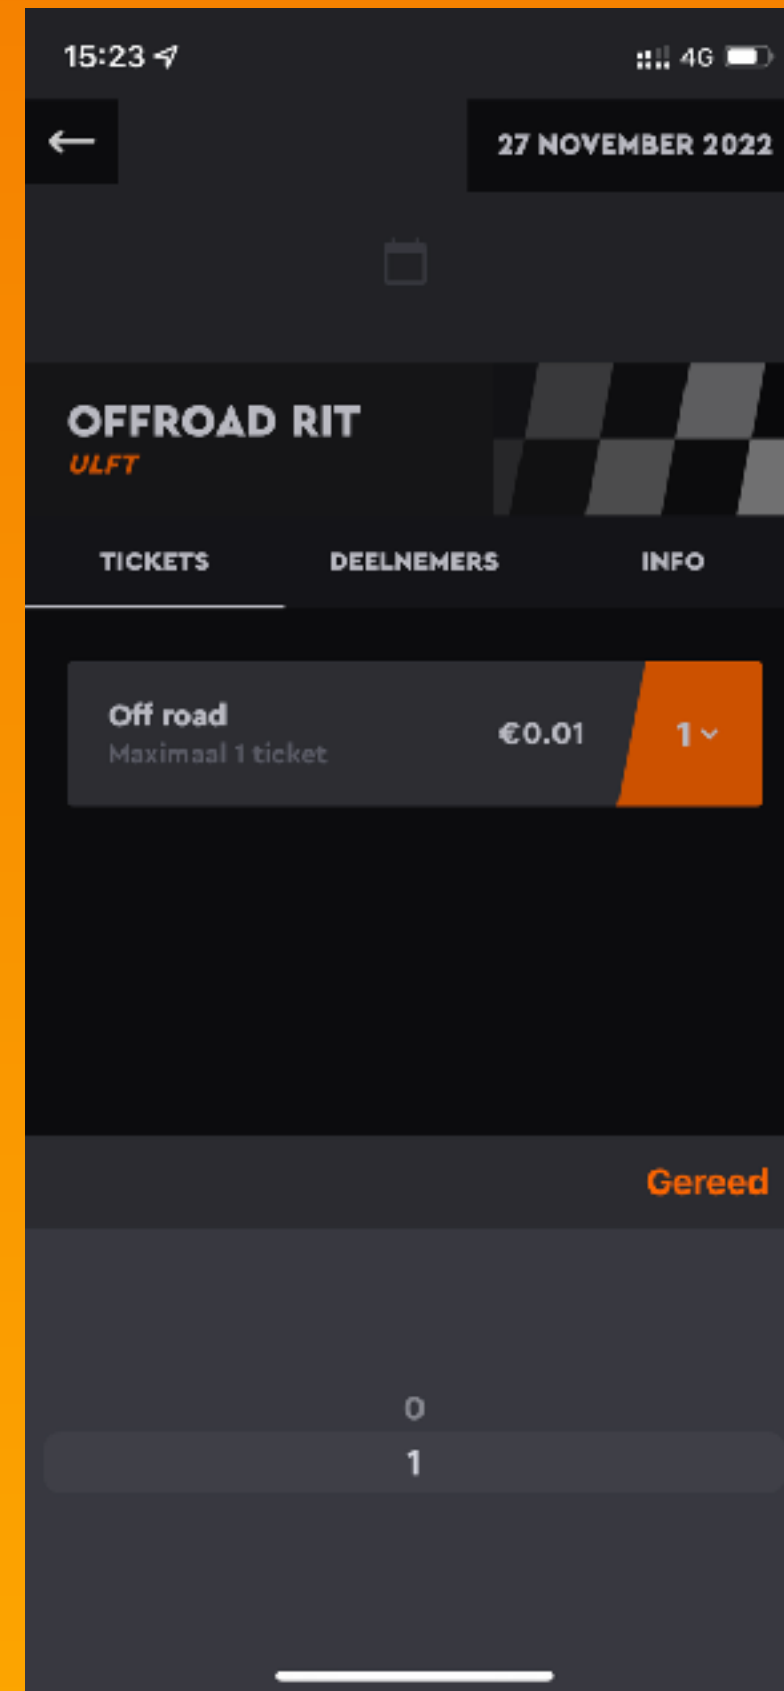 15:23 4G
27 NOVEMBER 2022
OFFROAD RIT
ULFT
TICKETS DEELNEMERS INFO
Off road
Maximaal 1 ticket
€0.01 1
Gereed
0
1